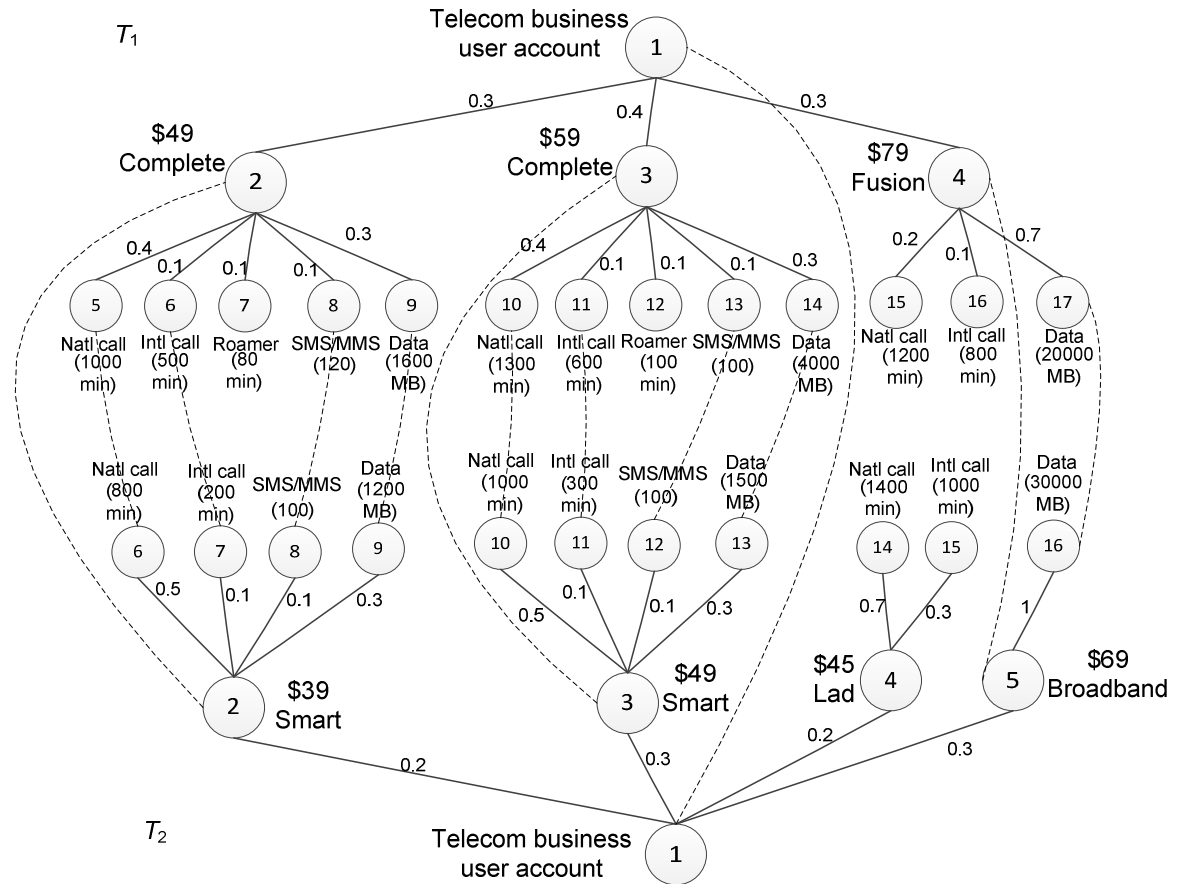 T1
Telecom business
user account
1
0.3
0.4
0.3
$49
Complete
2
$59
Complete
3
$79
Fusion
4
0.4
0.1
0.1
0.1
0.3
0.4
0.1
0.1
0.1
0.3
0.2
0.1
0.7
5
6
7
8
9
10
11
12
13
14
15
16
17
Natl call
(1000
min)
Intl call
(500
min)
Roamer
(80
min)
SMS/MMS
(120)
Data
(1600
MB)
Natl call
(1300
min)
Intl call
(600
min)
Roamer
(100
min)
SMS/MMS
(100)
Data
(4000
MB)
Natl call
(1200
min)
Intl call
(800
min)
Data
(20000
MB)
Natl call
(800
min)
Intl call
(200
min)
SMS/MMS
(100)
Data
(1200
MB)
Natl call
(1000
min)
Intl call
(300
min)
SMS/MMS
(100)
Data
(1500
MB)
Natl call
(1400
min)
Intl call
(1000
min)
Data
(30000
MB)
6
7
8
9
10
11
12
13
14
15
16
0.5
0.1
0.1
0.3
0.5
0.1
0.1
0.3
0.7
0.3
1
2
$39
Smart
3
$49
Smart
$45
Lad
4
5
$69
Broadband
0.2
0.3
0.2
0.3
T2
Telecom business
user account
1